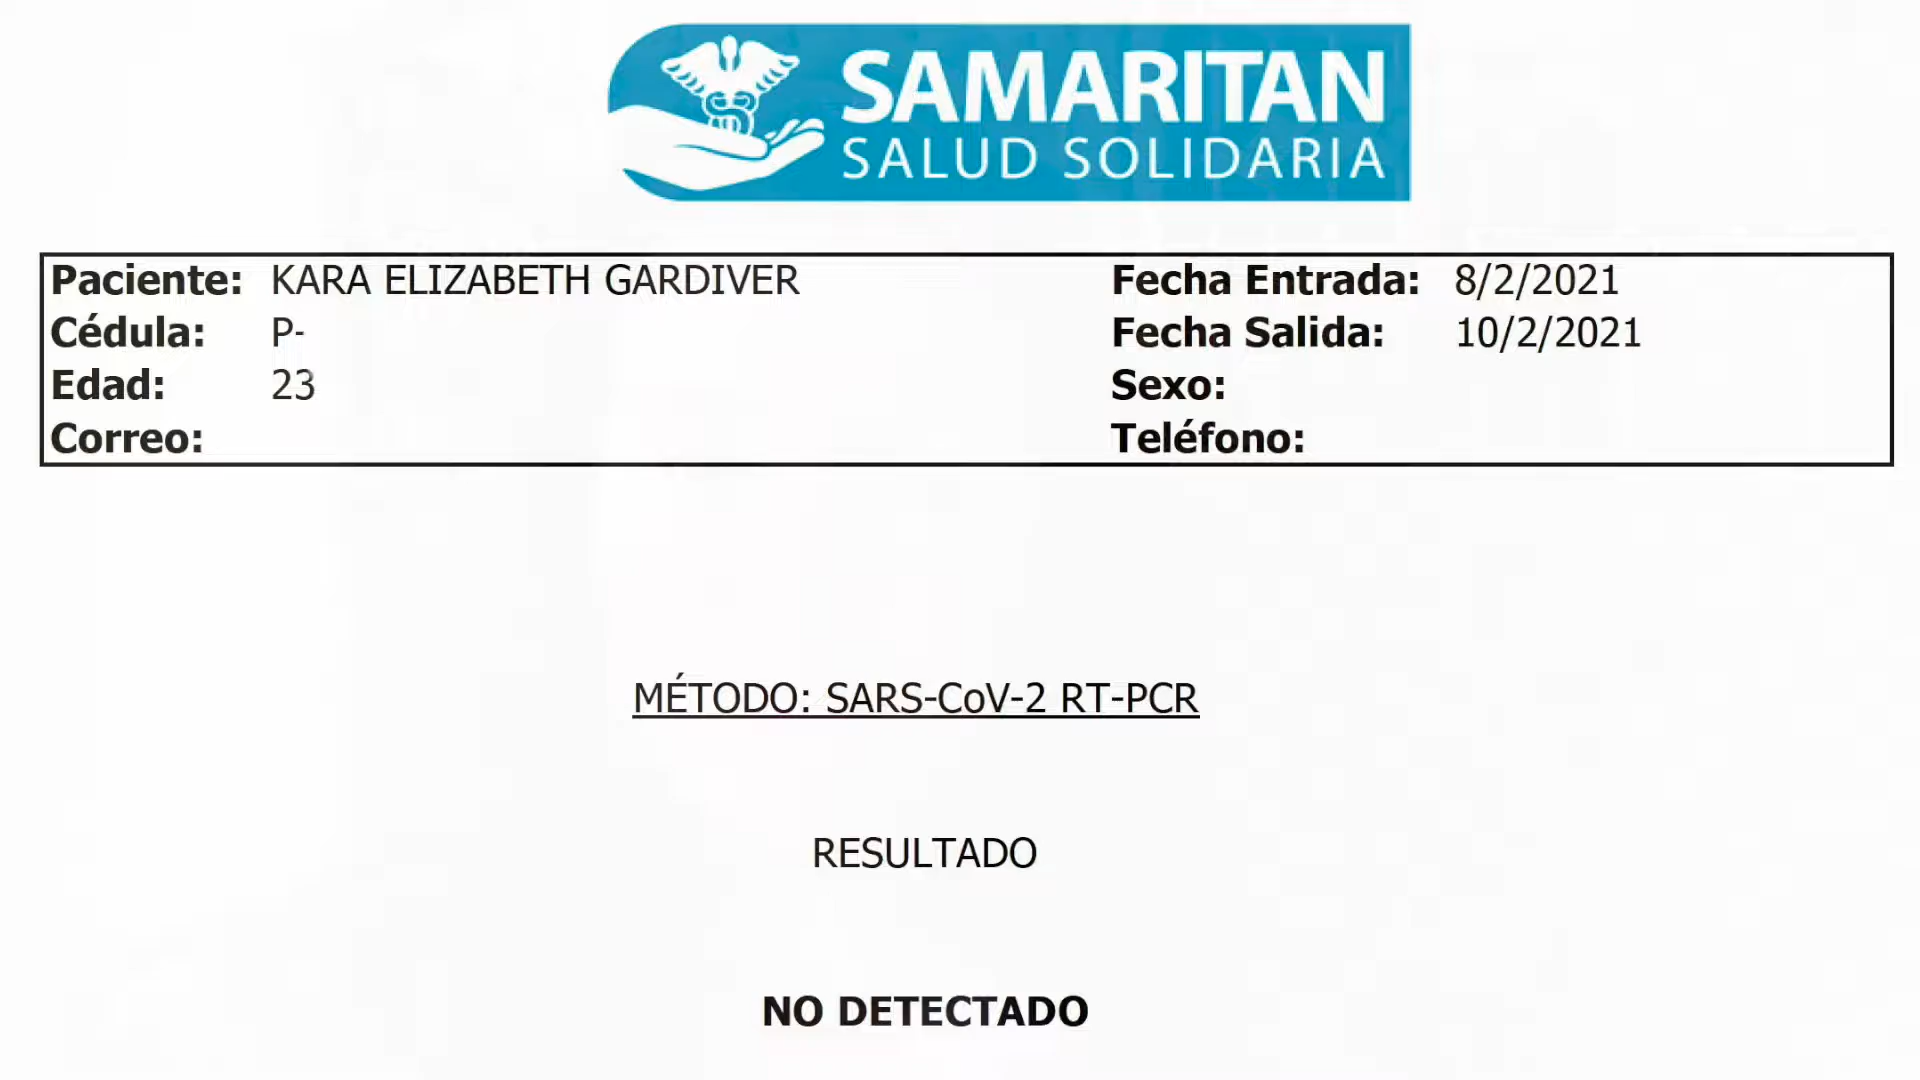 SAMARITAN
SALUD SOLIDARIA
Paciente: KARA ELIZABETH GARDIVER Fecha Entrada: 8/2/2021
Cédula: P- Fecha Salida: 10/2/2021
Edad: 23 Sexo:
Correo: Teléfono:
MÉTODO: SARS-CoV-2 RT-PCR
RESULTADO
NO DETECTADO